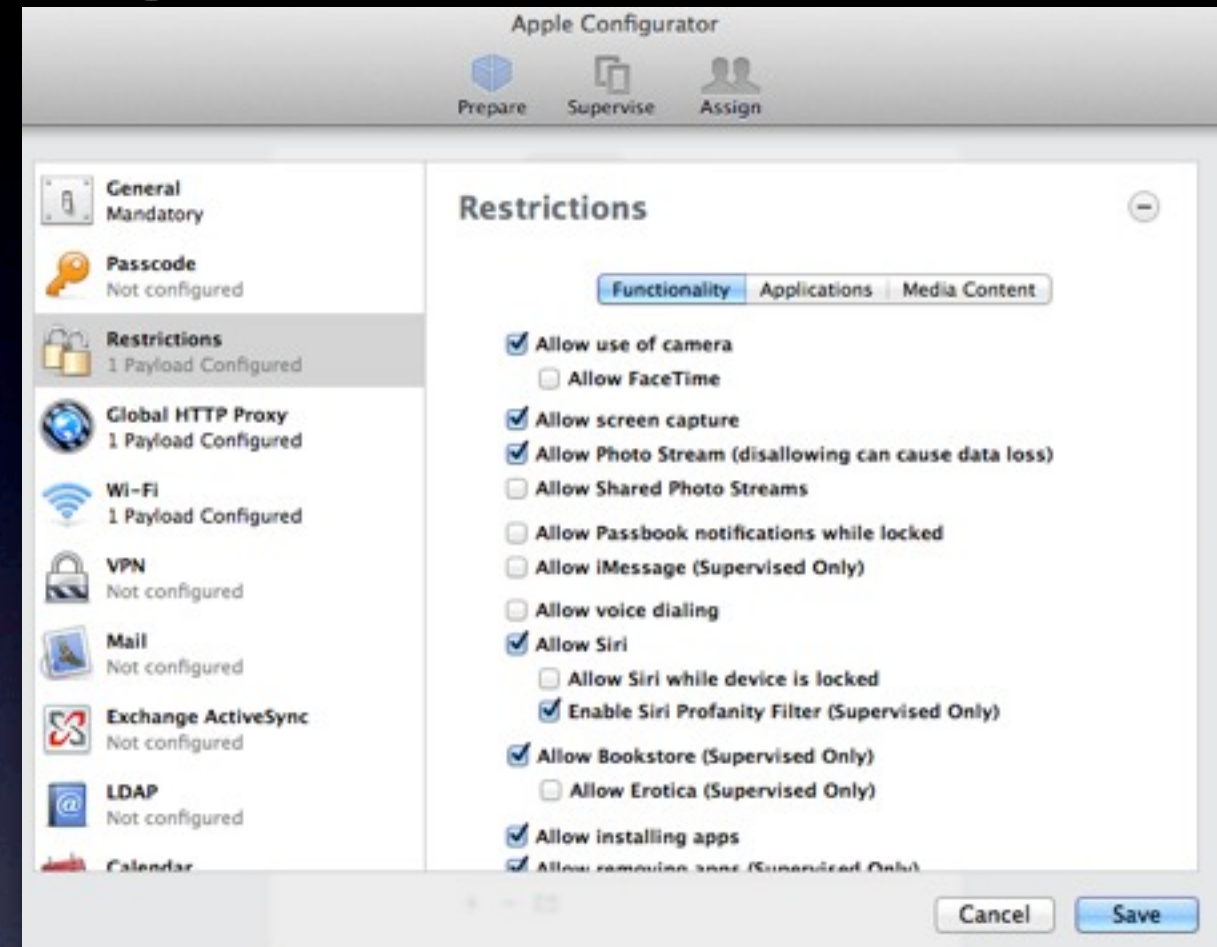 Apple Configurator
Prepare
Supervise
Assign
General
Mandatory
Passcode
Not configured
Restrictions
1 Payload Configured
Global HTTP Proxy
1 Payload Configured
Wi-Fi
1 Payload Configured
VPN
Not configured
Mail
Not configured
Exchange ActiveSync
Not configured
LDAP
Not configured
Calendar
Restrictions
Functionality
Applications
Media Content
Allow use of camera
Allow FaceTime
Allow screen capture
Allow Photo Stream (disallowing can cause data loss)
Allow Shared Photo Streams
Allow Passbook notifications while locked
Allow iMessage (Supervised Only)
Allow voice dialing
Allow Siri
Allow Siri while device is locked
Enable Siri Profanity Filter (Supervised Only)
Allow Bookstore (Supervised Only)
Allow Erotica (Supervised Only)
Allow installing apps
Allow removing apps (Supervised Only)
Cancel
Save